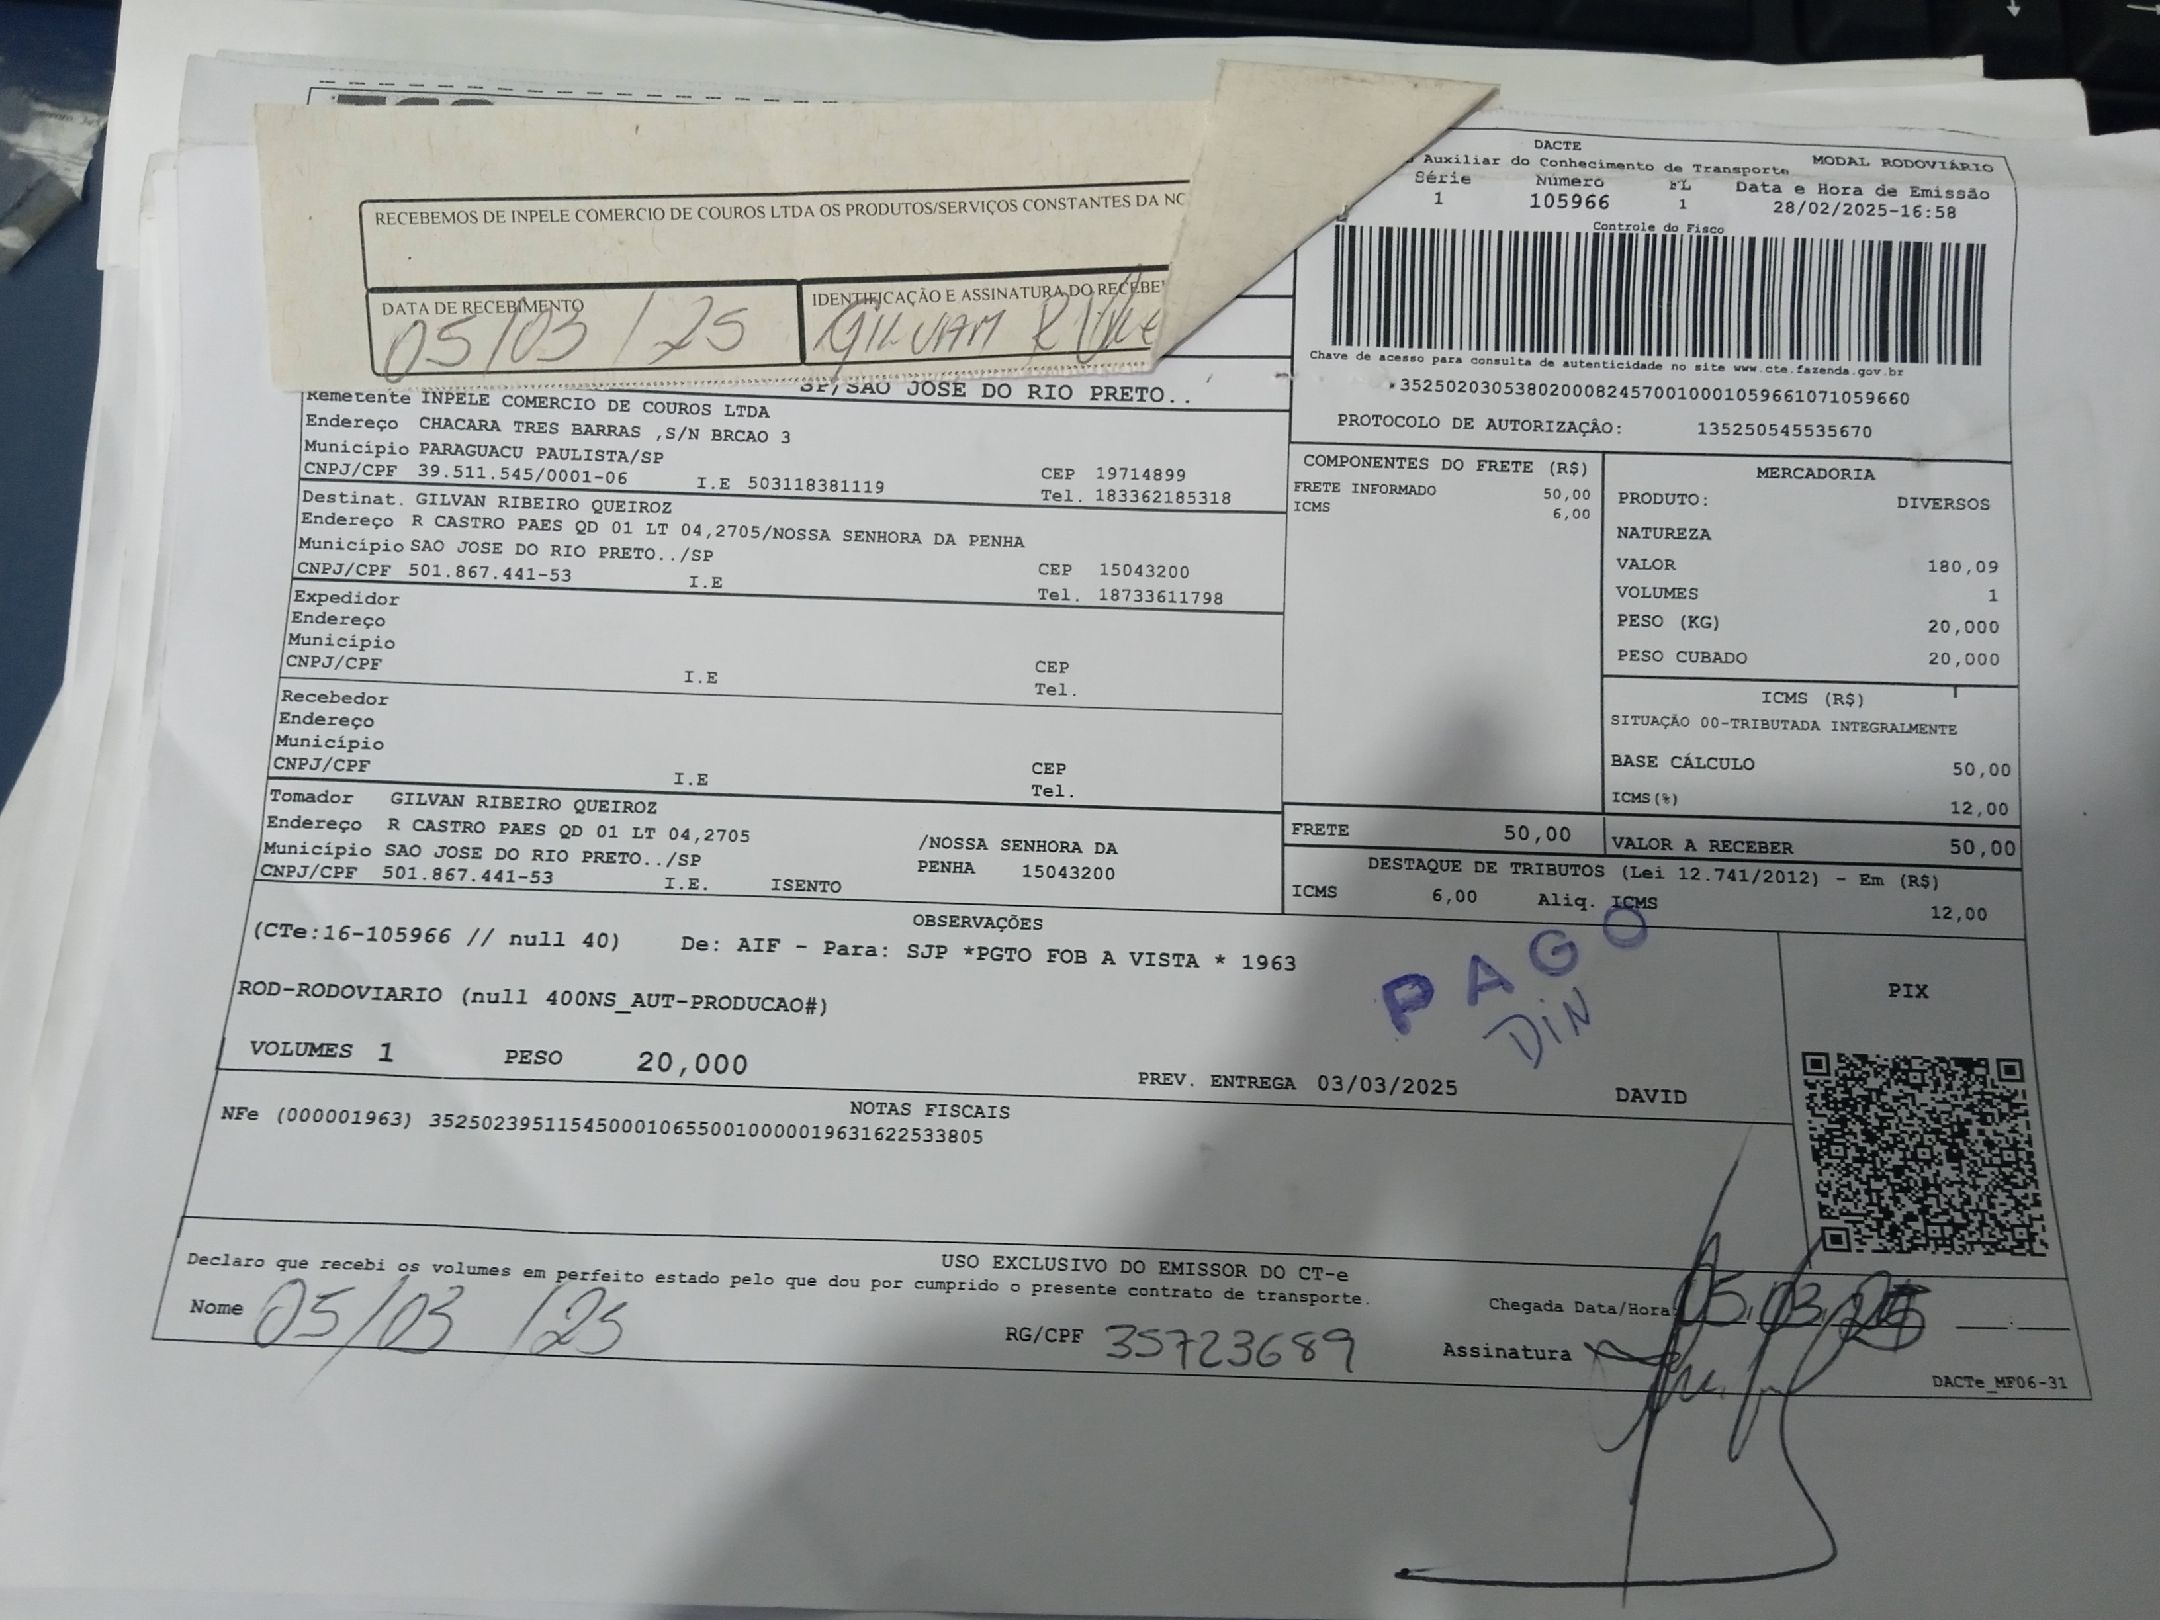 RECEBEMOS DE INPELE COMERCIO DE COUROS LTDA OS PRODUTOS/SERVIÇOS CONSTANTES DA
DATA DE RECEBIMENTO
05/03/25
IDENTIFICAÇÃO E ASSINATURA DO
GILVAM R
DACTE
Auxiliar do Conhecimento de Transporte
MODAL RODOVIÁRIO
Série Número FL Data e Hora de Emissão
1 105966 1 28/02/2025-16:58
Controle do Fisco
Chave de acesso para consulta de autenticidade no site www.cte.fazenda.gov.br
35250203053802000824570010001059661071059660
PROTOCOLO DE AUTORIZAÇÃO: 135250545535670
SP/SAO JOSE DO RIO PRETO..
Remetente INPELE COMERCIO DE COUROS LTDA
Endereço CHACARA TRES BARRAS ,S/N BRCAO 3
Município PARAGUACU PAULISTA/SP CEP 19714899
CNPJ/CPF 39.511.545/0001-06 I.E 503118381119 Tel. 183362185318
Destinat. GILVAN RIBEIRO QUEIROZ
Endereço R CASTRO PAES QD 01 LT 04,2705/NOSSA SENHORA DA PENHA
Município SAO JOSE DO RIO PRETO../SP CEP 15043200
CNPJ/CPF 501.867.441-53 I.E Tel. 18733611798
Expedidor
Endereço
Município CEP
CNPJ/CPF I.E Tel.
Recebedor
Endereço
Município CEP
CNPJ/CPF I.E Tel.
Tomador GILVAN RIBEIRO QUEIROZ
Endereço R CASTRO PAES QD 01 LT 04,2705 /NOSSA SENHORA DA
Município SAO JOSE DO RIO PRETO../SP PENHA 15043200
CNPJ/CPF 501.867.441-53 I.E. ISENTO
COMPONENTES DO FRETE (R$)
FRETE INFORMADO 50,00
ICMS 6,00
MERCADORIA
PRODUTO: DIVERSOS
NATUREZA
VALOR 180,09
VOLUMES 1
PESO (KG) 20,000
PESO CUBADO 20,000
ICMS (R$)
SITUAÇÃO 00-TRIBUTADA INTEGRALMENTE
BASE CÁLCULO 50,00
ICMS(%) 12,00
FRETE 50,00 VALOR A RECEBER 50,00
DESTAQUE DE TRIBUTOS (Lei 12.741/2012) - Em (R$)
ICMS 6,00 Aliq. ICMS 12,00
OBSERVAÇÕES
(CTe:16-105966 // null 40) De: AIF - Para: SJP *PGTO FOB A VISTA * 1963
PAGO
DIN
ROD-RODOVIARIO (null 400NS_AUT-PRODUCAO#)
PIX
VOLUMES 1 PESO 20,000
PREV. ENTREGA 03/03/2025 DAVID
NOTAS FISCAIS
NFe (000001963) 35250239511545000106550010000019631622533805
USO EXCLUSIVO DO EMISSOR DO CT-e
Declaro que recebi os volumes em perfeito estado pelo que dou por cumprido o presente contrato de transporte.
Nome 05/03/25
RG/CPF 35723689
Chegada Data/Hora: 05/03/25
Assinatura
DACTe_MF06-31